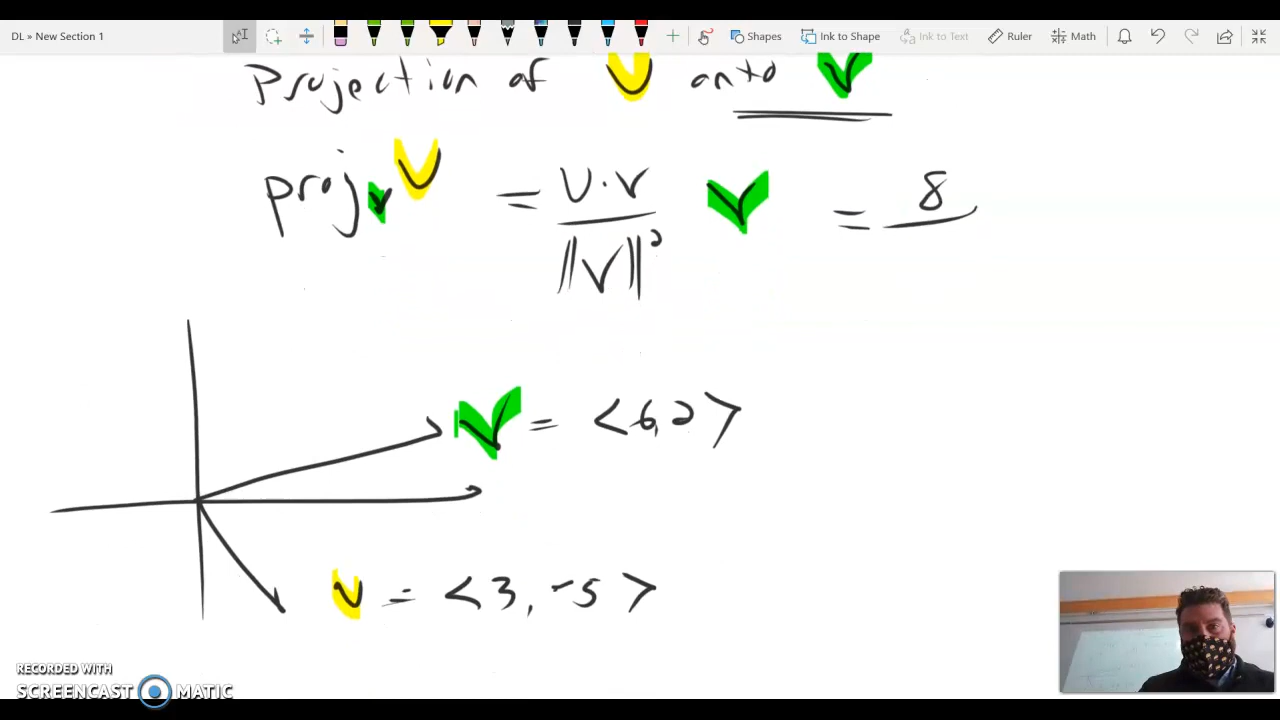 DL » New Section 1
Shapes Ink to Shape Ink to Text Ruler Math
Projection of U onto V
proj v U = U · V / ||V||² V = 8
V = <6, 2>
U = <3, -5>
RECORDED WITH
SCREENCAST MATIC